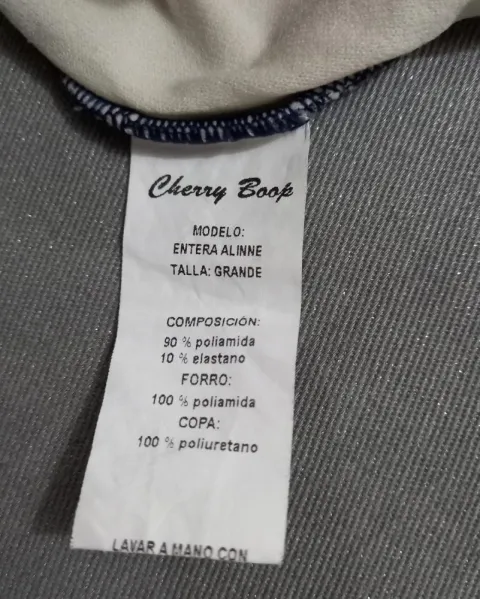 Cherry Boop
MODELO:
ENTERA ALINNE
TALLA: GRANDE
COMPOSICIÓN:
90 % poliamida
10 % elastano
FORRO:
100 % poliamida
COPA:
100 % poliuretano
LAVAR A MANO CON